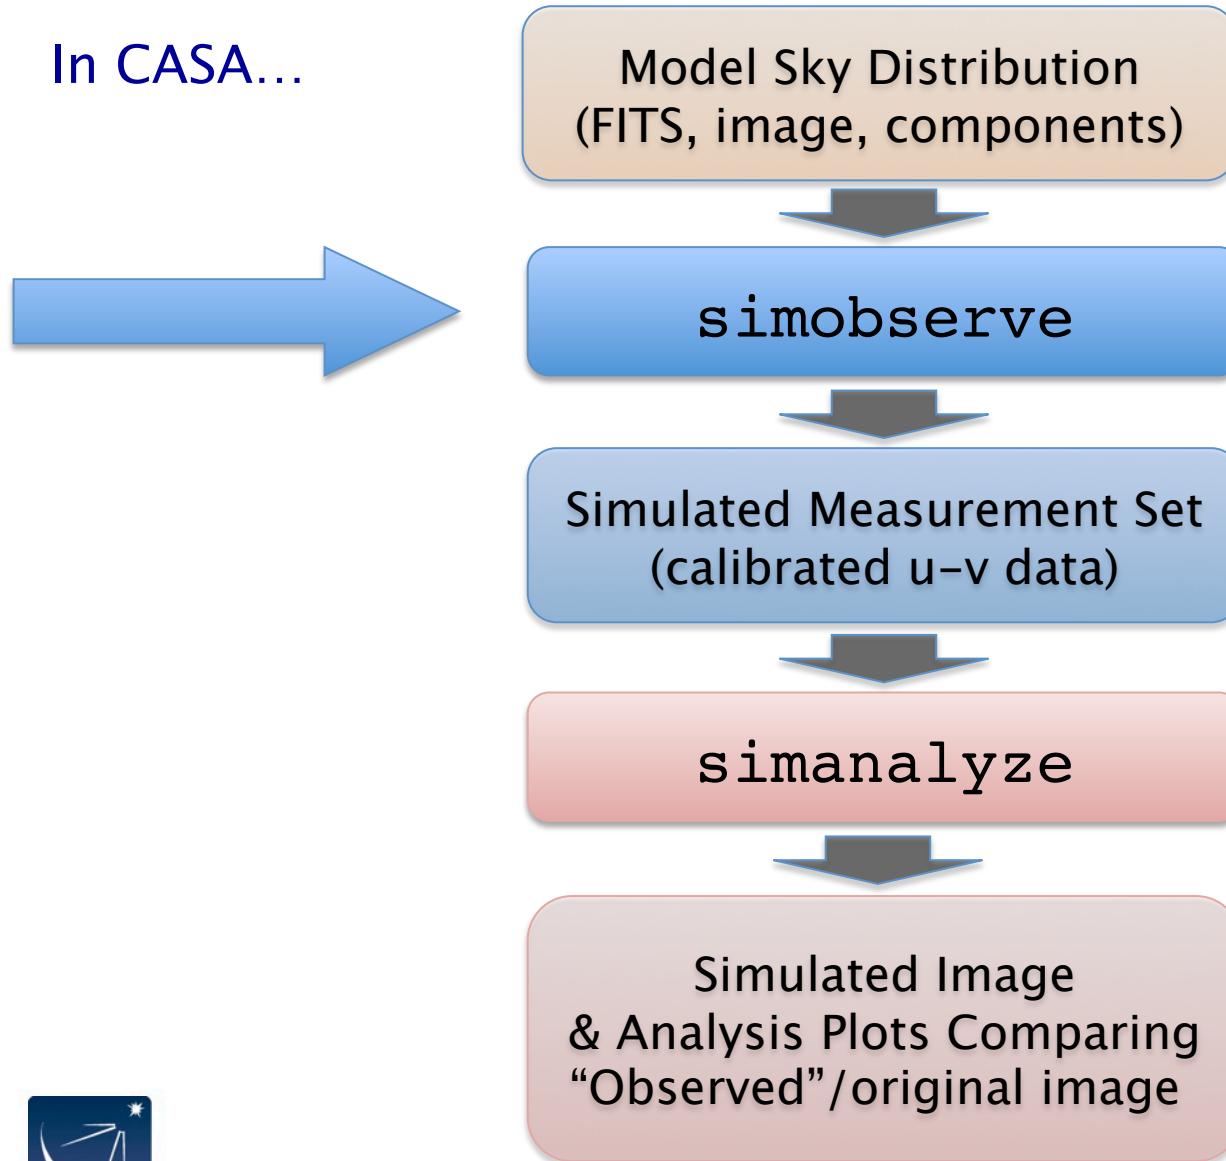 In CASA…
Model Sky Distribution
(FITS, image, components)
simobserve
Simulated Measurement Set
(calibrated u–v data)
simanalyze
Simulated Image
& Analysis Plots Comparing
“Observed”/original image